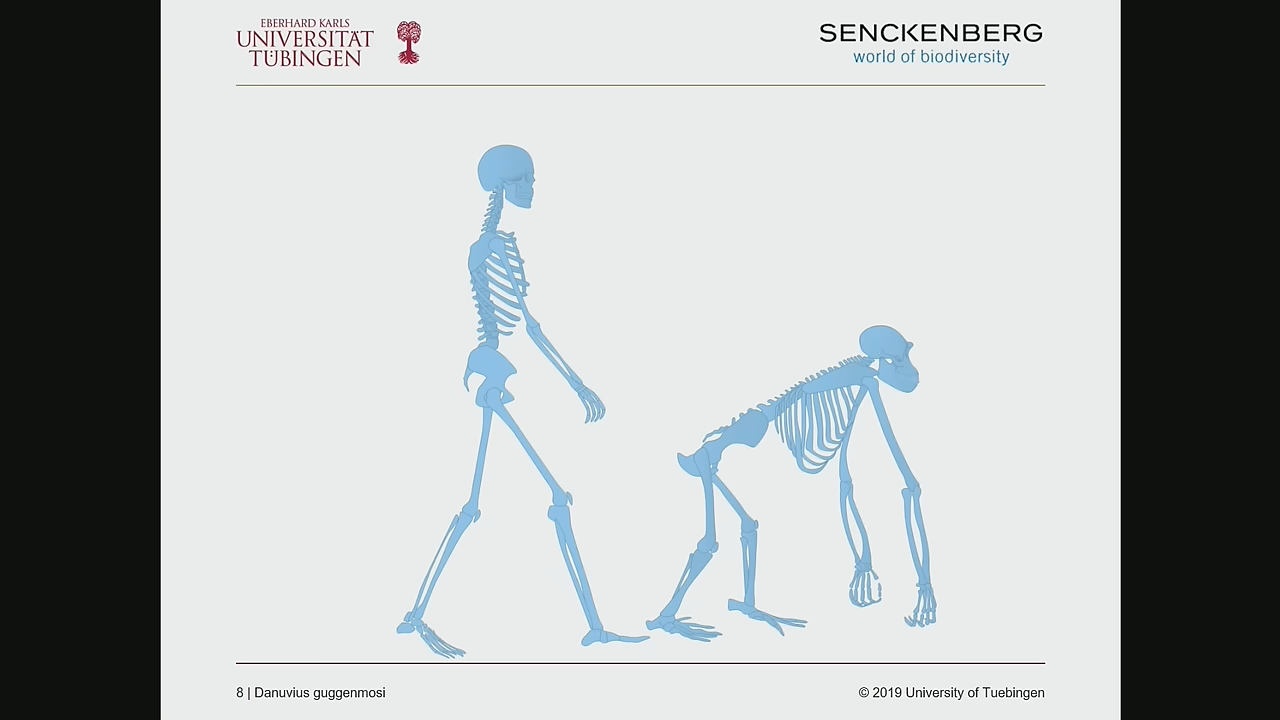 EBERHARD KARLS
UNIVERSITÄT
TÜBINGEN
SENCKENBERG
world of biodiversity
8 | Danuvius guggenmosi
© 2019 University of Tuebingen